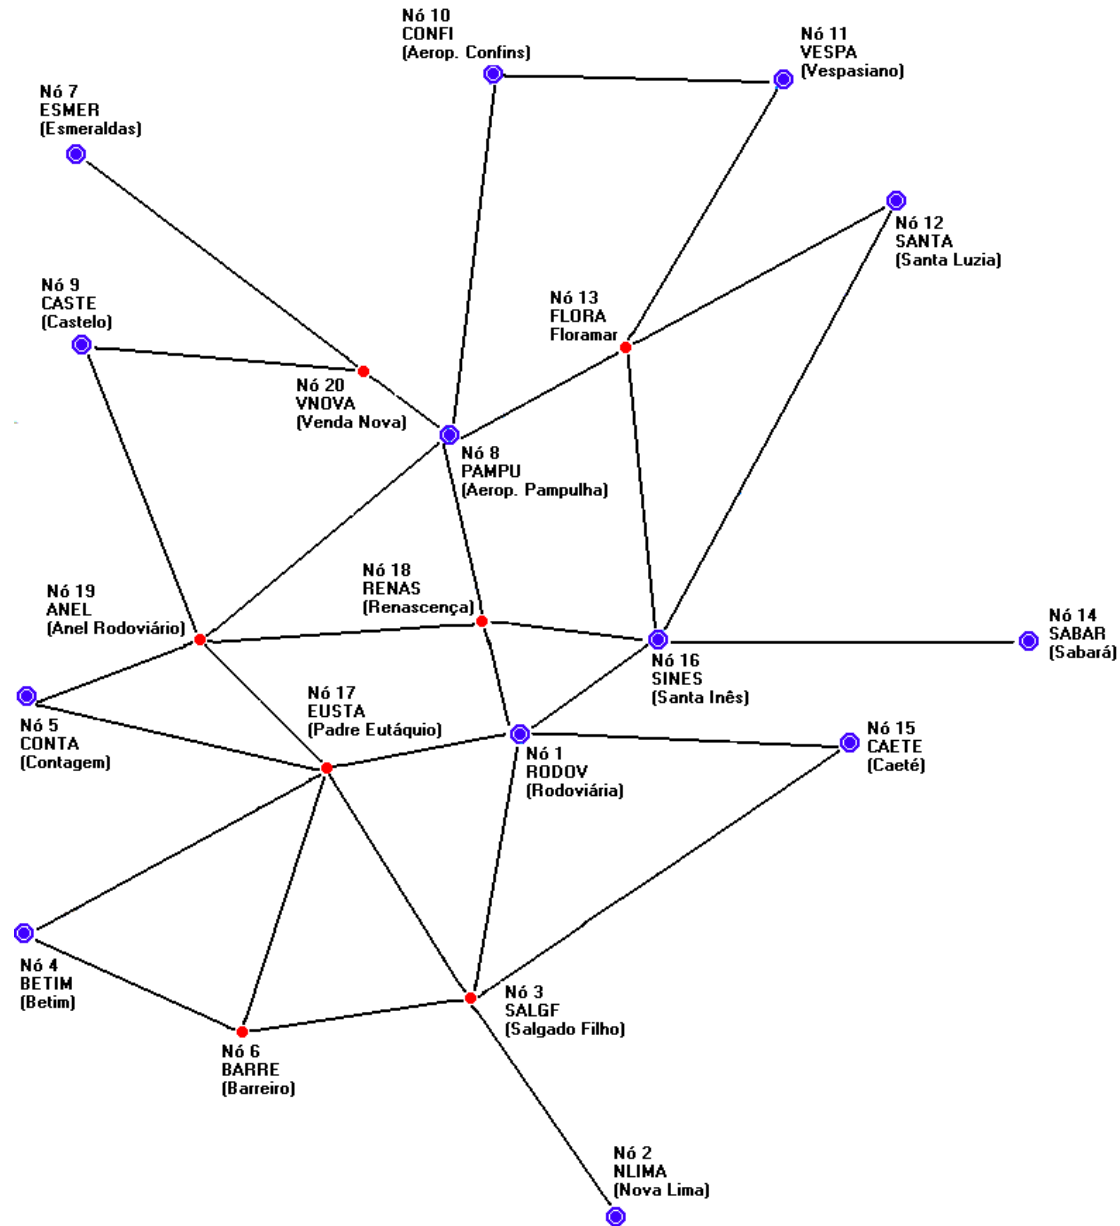 Nó 10
CONFI
(Aerop. Confins)
Nó 11
VESPA
(Vespasiano)
Nó 7
ESMER
(Esmeraldas)
Nó 12
SANTA
(Santa Luzia)
Nó 9
CASTE
(Castelo)
Nó 13
FLORA
Floramar
Nó 20
VNOVA
(Venda Nova)
Nó 8
PAMPU
(Aerop. Pampulha)
Nó 18
RENAS
(Renascença)
Nó 19
ANEL
(Anel Rodoviário)
Nó 14
SABAR
(Sabará)
Nó 16
SINES
(Santa Inês)
Nó 17
EUSTA
(Padre Eutáquio)
Nó 5
CONTA
(Contagem)
Nó 1
RODOV
(Rodoviária)
Nó 15
CAETE
(Caeté)
Nó 4
BETIM
(Betim)
Nó 3
SALGF
(Salgado Filho)
Nó 6
BARRE
(Barreiro)
Nó 2
NLIMA
(Nova Lima)